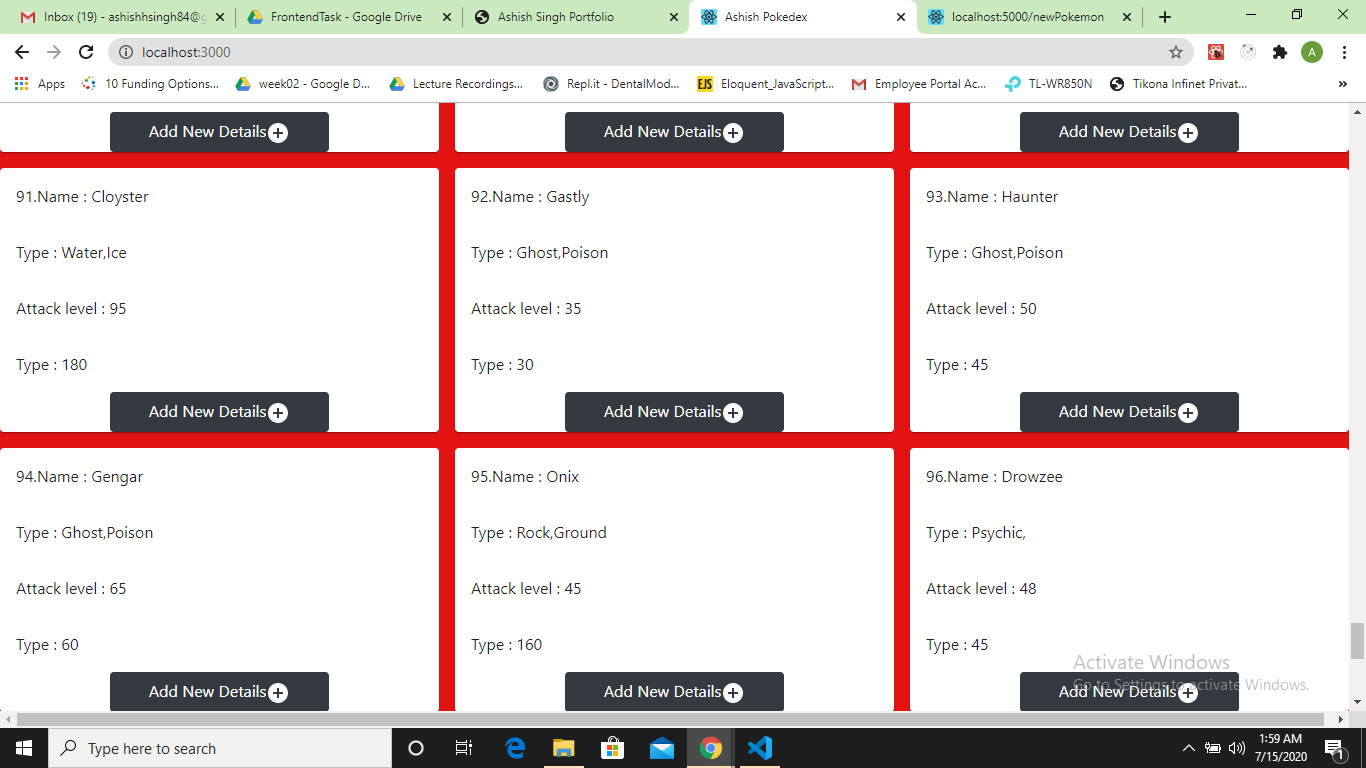 Inbox (19) - ashishhsingh84@g
FrontendTask - Google Drive
Ashish Singh Portfolio
Ashish Pokedex
localhost:5000/newPokemon
localhost:3000
A
Apps
10 Funding Options...
week02 - Google D...
Lecture Recordings...
Repl.it - DentalMod...
EJS Eloquent_JavaScript...
Employee Portal Ac...
TL-WR850N
Tikona Infinet Privat...
»
Add New Details
Add New Details
Add New Details
91.Name : Cloyster
Type : Water,Ice
Attack level : 95
Type : 180
Add New Details
92.Name : Gastly
Type : Ghost,Poison
Attack level : 35
Type : 30
Add New Details
93.Name : Haunter
Type : Ghost,Poison
Attack level : 50
Type : 45
Add New Details
94.Name : Gengar
Type : Ghost,Poison
Attack level : 65
Type : 60
Add New Details
95.Name : Onix
Type : Rock,Ground
Attack level : 45
Type : 160
Add New Details
96.Name : Drowzee
Type : Psychic,
Attack level : 48
Type : 45
Add New Details
Activate Windows
Go to Settings to activate Windows.
Type here to search
1:59 AM
7/15/2020
1